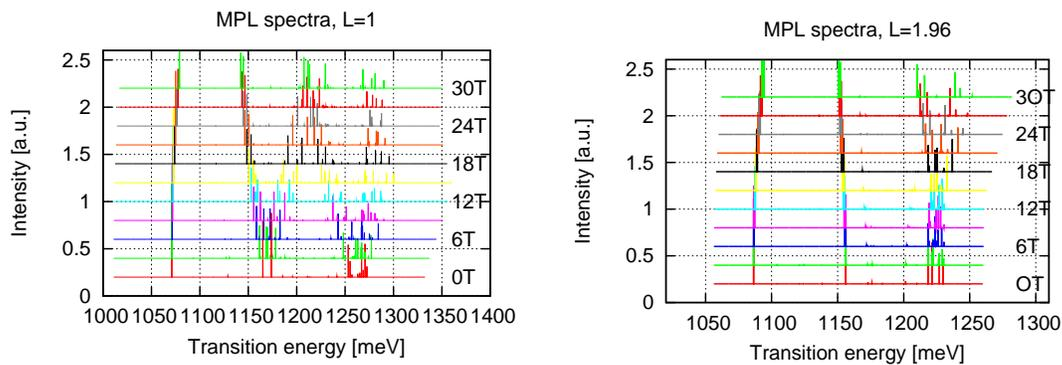 MPL spectra, L=1
Intensity [a.u.]
2.5
2
1.5
1
0.5
0
30T
24T
18T
12T
6T
0T
1000 1050 1100 1150 1200 1250 1300 1350 1400
Transition energy [meV]
MPL spectra, L=1.96
Intensity [a.u.]
2.5
2
1.5
1
0.5
0
3OT
24T
18T
12T
6T
OT
1050 1100 1150 1200 1250 1310
Transition energy [meV]